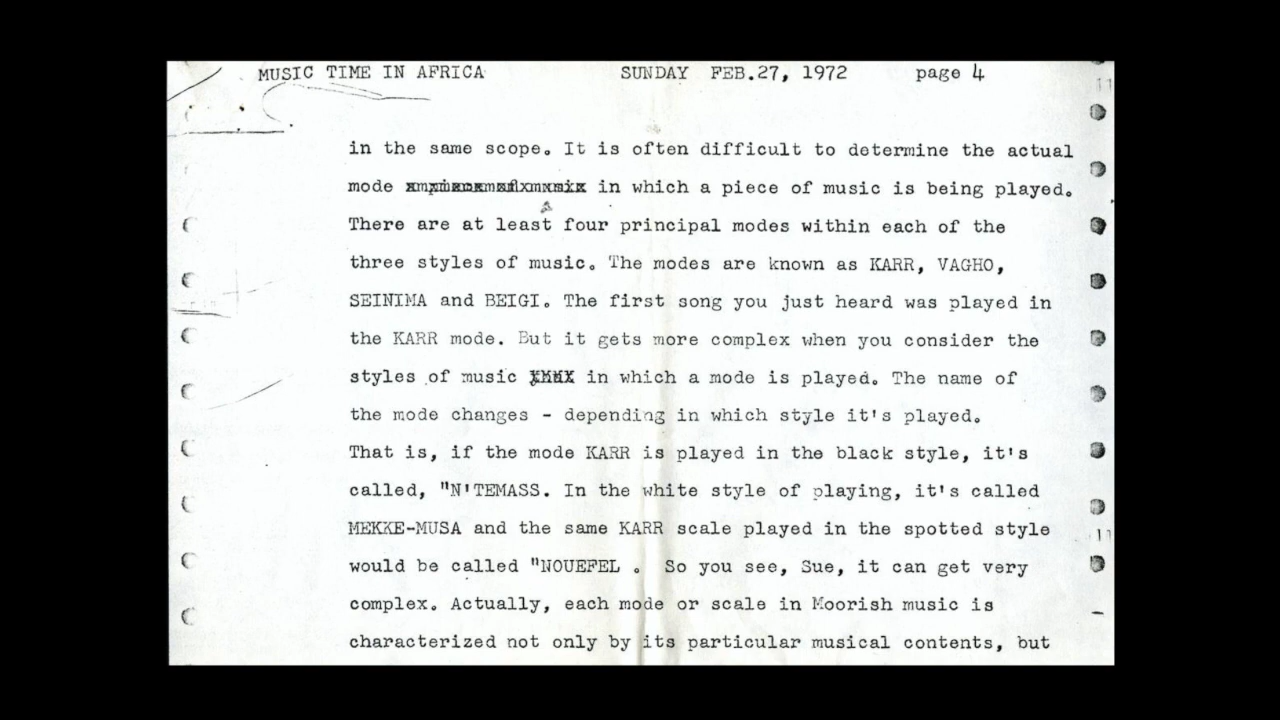 MUSIC TIME IN AFRICA SUNDAY FEB.27, 1972 page 4
in the same scope. It is often difficult to determine the actual
mode in which a piece of music is being played.
There are at least four principal modes within each of the
three styles of music. The modes are known as KARR, VAGHO,
SEINIMA and BEIGI. The first song you just heard was played in
the KARR mode. But it gets more complex when you consider the
styles of music in which a mode is played. The name of
the mode changes - depending in which style it's played.
That is, if the mode KARR is played in the black style, it's
called, "N'TEMASS. In the white style of playing, it's called
MEKKE-MUSA and the same KARR scale played in the spotted style
would be called "NOUEFEL . So you see, Sue, it can get very
complex. Actually, each mode or scale in Moorish music is
characterized not only by its particular musical contents, but